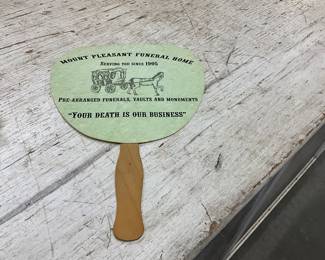 Mount Pleasant Funeral Home
Serving you since 1905
Pre-arranged Funerals, Vaults and Monuments
"Your Death is Our Business"